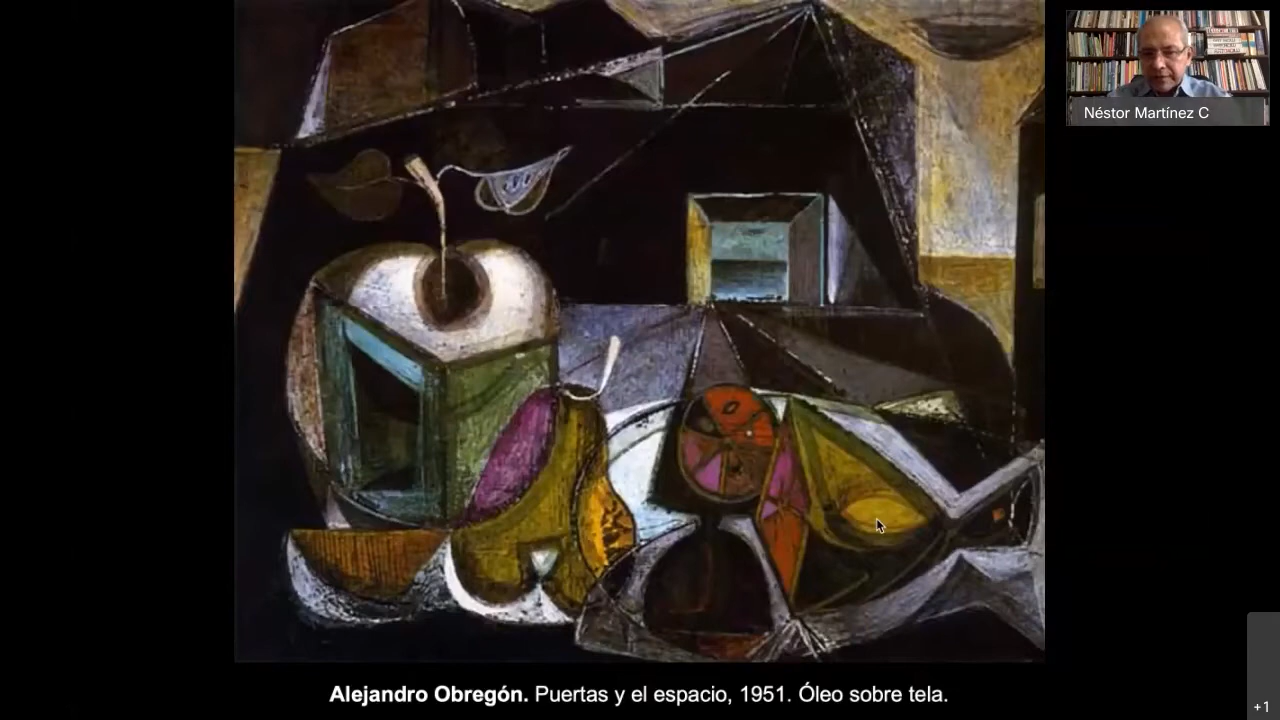 Néstor Martínez C
Alejandro Obregón. Puertas y el espacio, 1951. Óleo sobre tela.
+1